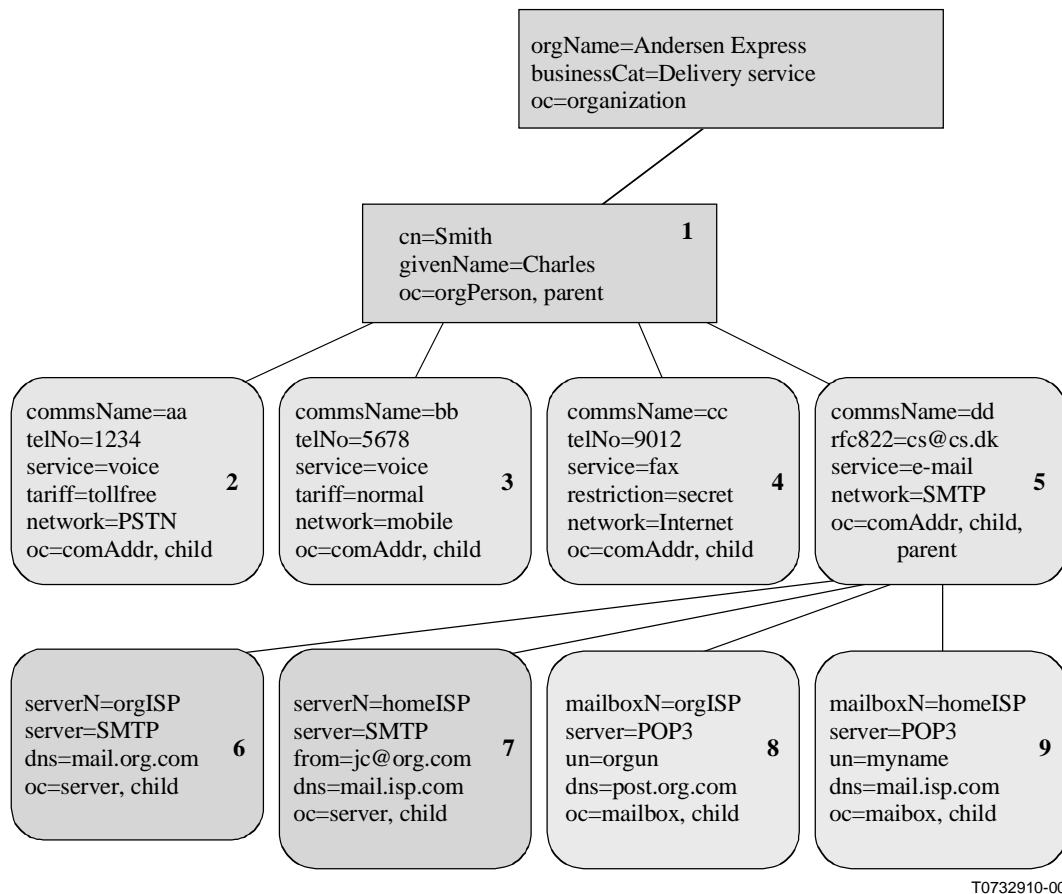 orgName=Andersen Express
businessCat=Delivery service
oc=organization
1
cn=Smith
givenName=Charles
oc=orgPerson, parent
commsName=aa
telNo=1234
service=voice
tariff=tollfree
network=PSTN
oc=comAddr, child
2
commsName=bb
telNo=5678
service=voice
tariff=normal
network=mobile
oc=comAddr, child
3
commsName=cc
telNo=9012
service=fax
restriction=secret
network=Internet
oc=comAddr, child
4
commsName=dd
rfc822=cs@cs.dk
service=e-mail
network=SMTP
oc=comAddr, child,
parent
5
serverN=orgISP
server=SMTP
dns=mail.org.com
oc=server, child
6
serverN=homeISP
server=SMTP
from=jc@org.com
dns=mail.isp.com
oc=server, child
7
mailboxN=orgISP
server=POP3
un=orgun
dns=post.org.com
oc=mailbox, child
8
mailboxN=homeISP
server=POP3
un=myname
dns=mail.isp.com
oc=maibox, child
9
T0732910-00